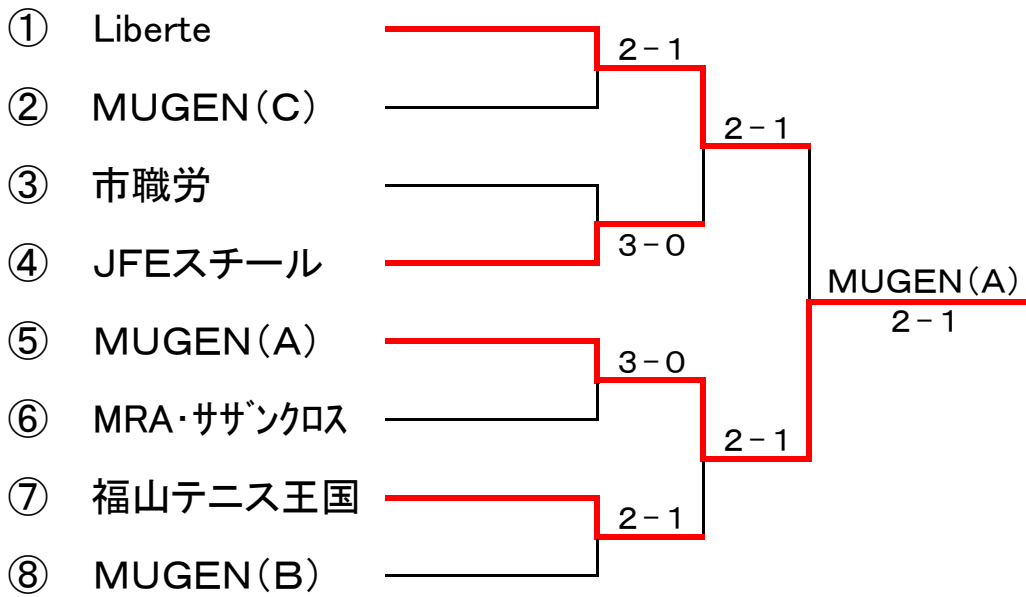 ① Liberte
2-1
② MUGEN(C)
2-1
③ 市職労
3-0
④ JFEスチール
MUGEN(A)
2-1
⑤ MUGEN(A)
3-0
⑥ MRA・サザンクロス
2-1
⑦ 福山テニス王国
2-1
⑧ MUGEN(B)